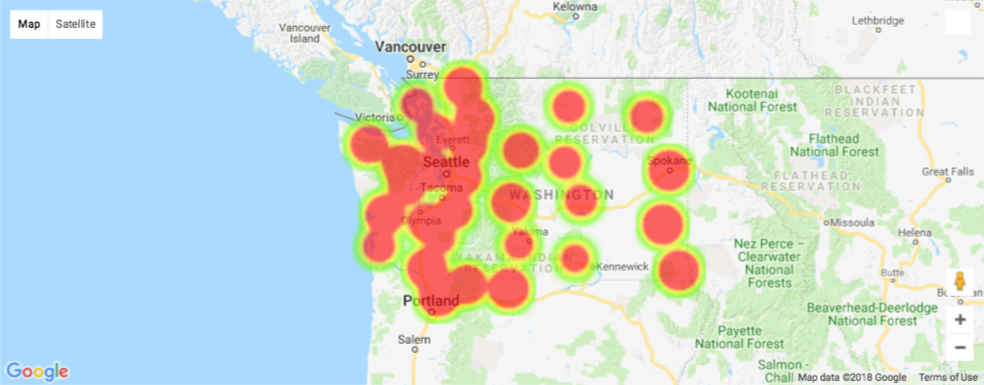 Map Satellite
Kelowna
Lethbridge
Vancouver
Island
Vancouver
Surrey
Kootenai
National Forest
BLACKFEET
INDIAN
RESERVATION
Victoria
COLVILLE
RESERVATION
Everett
Flathead
National Forest
Seattle
Spokane
FLATHEAD
RESERVATION
Great Falls
Tacoma
WASHINGTON
Olympia
Missoula
Yakima
Helena
YAKAMA INDIAN
RESERVATION
Kennewick
Nez Perce –
Clearwater
National
Forests
Butte
Portland
Beaverhead-Deerlodge
National Forest
Salem
Payette
National Forest
Salmon -
Chall
Google
Map data ©2018 Google Terms of Use